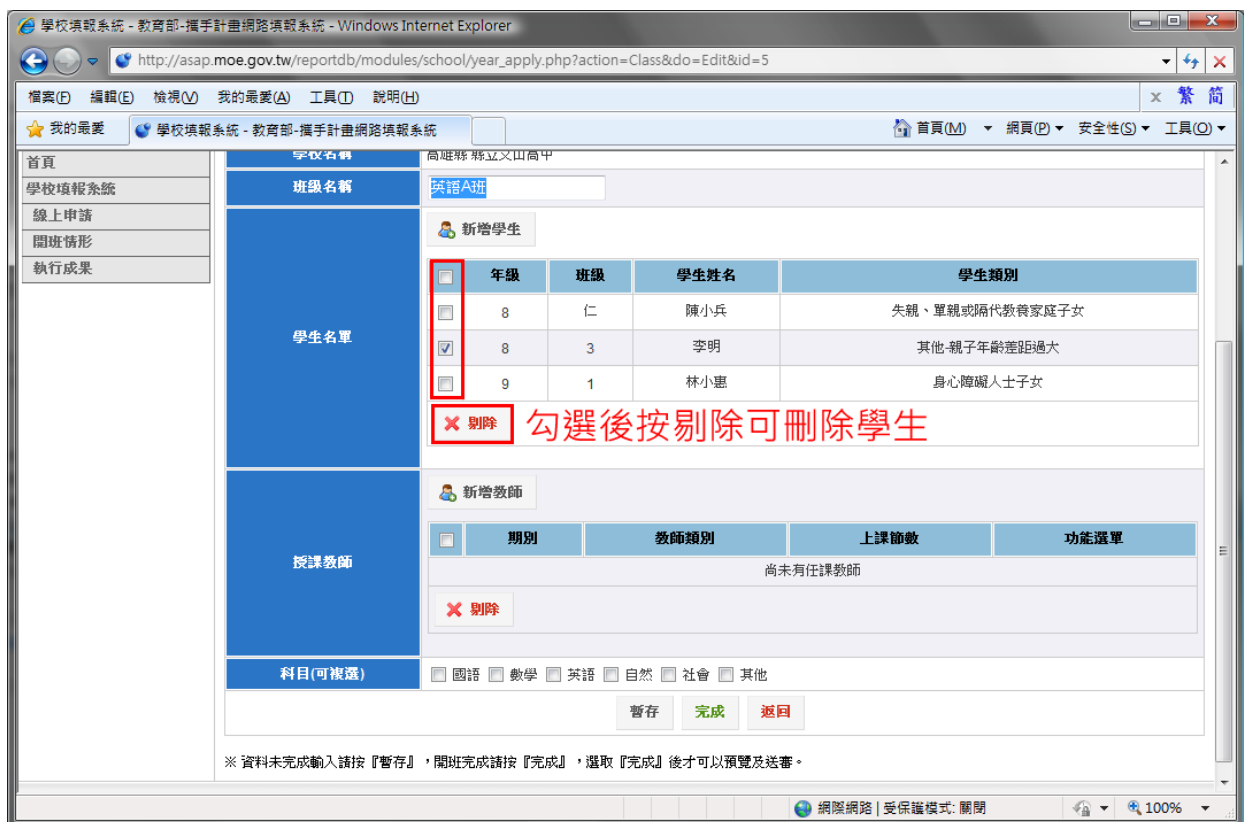 學校填報系統 - 教育部-攜手計畫網路填報系統 - Windows Internet Explorer
http://asap.moe.gov.tw/reportdb/modules/school/year_apply.php?action=Class&do=Edit&id=5
檔案(F) 編輯(E) 檢視(V) 我的最愛(A) 工具(T) 說明(H) x 繁 简
我的最愛 學校填報系統 - 教育部-攜手計畫網路填報系統 首頁(M) 網頁(P) 安全性(S) 工具(O)
首頁
學校填報系統
線上申請
開班情形
執行成果
學校名稱 高雄縣 縣立文山高中
班級名稱 英語A班
學生名單
新增學生
年級 班級 學生姓名 學生類別
8 仁 陳小兵 失親、單親或隔代教養家庭子女
8 3 李明 其他-親子年齡差距過大
9 1 林小惠 身心障礙人士子女
剔除 勾選後按剔除可刪除學生
授課教師
新增教師
期別 教師類別 上課節數 功能選單
尚未有任課教師
剔除
科目(可複選) 國語 數學 英語 自然 社會 其他
暫存 完成 返回
※ 資料未完成輸入請按『暫存』，開班完成請按『完成』，選取『完成』後才可以預覽及送審。
網際網路 | 受保護模式: 關閉 100%